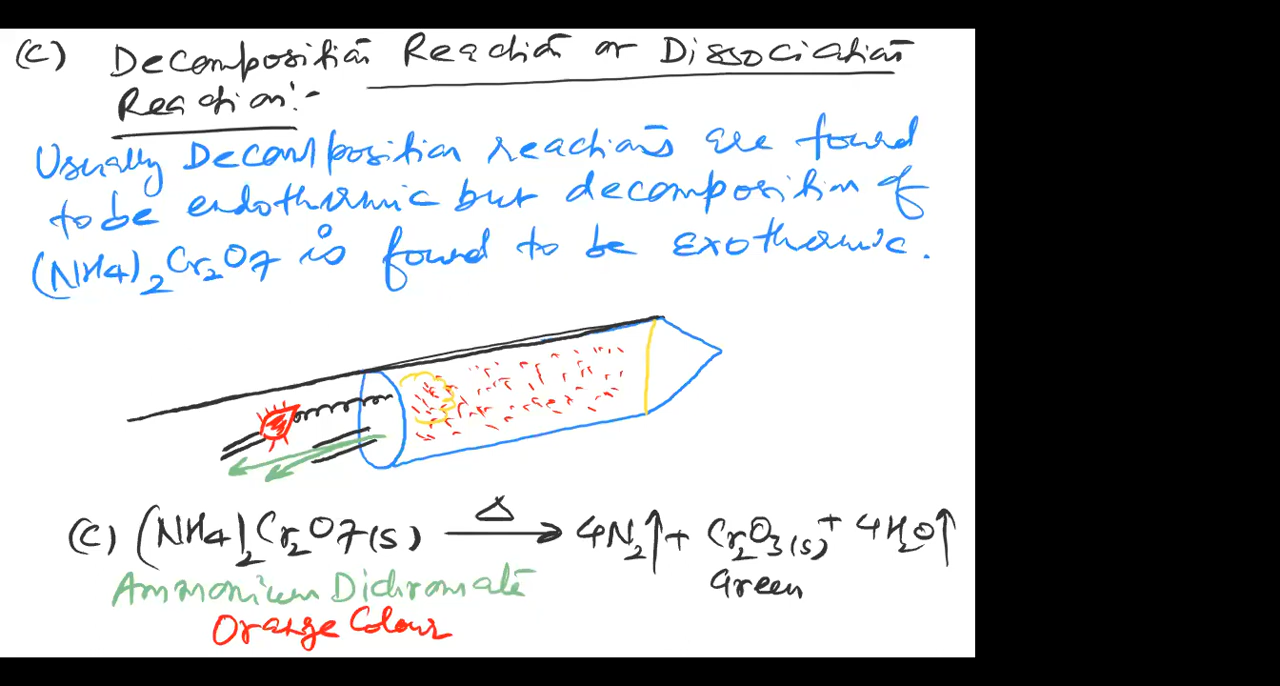 (C) Decomposition Reaction or Dissociation
Reaction:-
Usually Decomposition reactions are found
to be endothermic but decomposition of
(NH4)2Cr2O7 is found to be exothermic.
(C) (NH4)2Cr2O7(s) —Δ→ 4N2↑ + Cr2O3(s) + 4H2O↑
Green
Ammonium Dichromate
Orange Colour